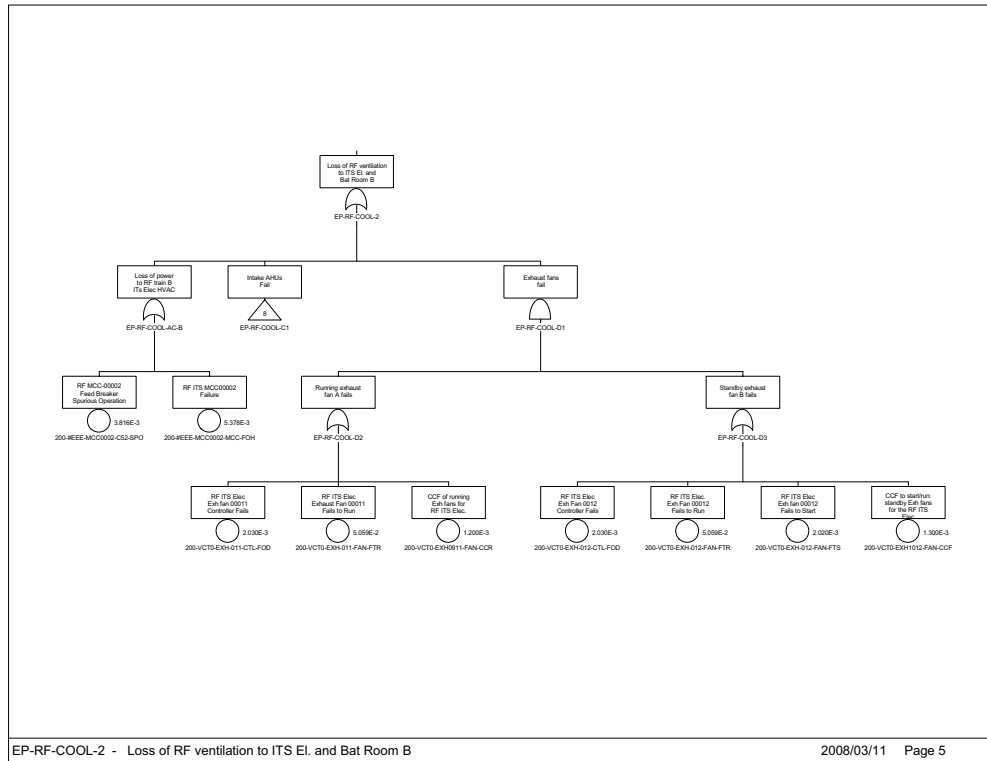 Loss of RF ventilation
to ITS El. and
Bat Room B
EP-RF-COOL-2
Loss of power
to RF train B
ITs Elec HVAC
EP-RF-COOL-AC-B
Intake AHUs
Fail
8
EP-RF-COOL-C1
Exhaust fans
fail
EP-RF-COOL-D1
RF MCC-00002
Feed Breaker
Spurious Operation
3.816E-3
200-#EEE-MCC0002-C52-SPO
RF ITS MCC00002
Failure
5.378E-3
200-#EEE-MCC0002-MCC-FOH
Running exhaust
fan A fails
EP-RF-COOL-D2
Standby exhaust
fan B fails
EP-RF-COOL-D3
RF ITS Elec
Exh fan 00011
Controller Fails
2.030E-3
200-VCT0-EXH-011-CTL-FOD
RF ITS Elec
Exhaust Fan 00011
Fails to Run
5.059E-2
200-VCT0-EXH-011-FAN-FTR
CCF of running
Exh fans for
RF ITS Elec.
1.200E-3
200-VCT0-EXH0911-FAN-CCR
RF ITS Elec
Exh fan 0012
Controller Fails
2.030E-3
200-VCT0-EXH-012-CTL-FOD
RF ITS Elec.
Exh Fan 00012
Fails to Run
5.059E-2
200-VCT0-EXH-012-FAN-FTR
RF ITS Elec
Exh Fan 00012
Fails to Start
2.020E-3
200-VCT0-EXH-012-FAN-FTS
CCF to start/run:
standby Exh fans
for the RF ITS
Elec
1.300E-3
200-VCT0-EXH1012-FAN-CCF
EP-RF-COOL-2 - Loss of RF ventilation to ITS El. and Bat Room B
2008/03/11 Page 5